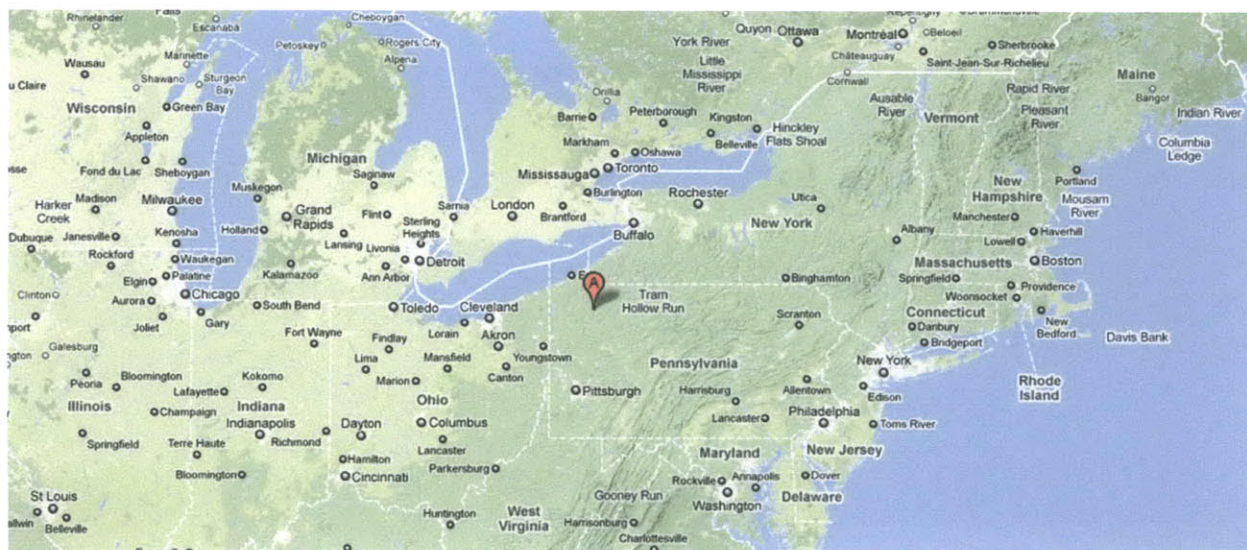 Rhinelander
Escanaba
Cheboygan
Petoskey
Rogers City
Alpena
Quyon
Ottawa
Montréal
Beloeil
Sherbrooke
Châteauguay
Saint-Jean-Sur-Richelieu
Cornwall
York River
Little
Mississippi
River
Maine
Bangor
Indian River
Wausau
Marinette
Shawano
Sturgeon
Bay
u Claire
Wisconsin
Green Bay
Appleton
Orillia
Barrie
Peterborough
Kingston
Belleville
Hinckley
Flats Shoal
Ausable
River
Vermont
Rapid River
Pleasant
River
Columbia
Ledge
Fond du Lac
Sheboygan
Michigan
Saginaw
Markham
Oshawa
Toronto
Mississauga
Burlington
Rochester
Utica
New
Hampshire
Portland
Mousam
River
osse
Madison
Milwaukee
Muskegon
Harker
Creek
Grand
Rapids
Flint
Sterling
Heights
Sarnia
London
Brantford
Buffalo
New York
Albany
Manchester
Haverhill
Lowell
Dubuque
Janesville
Kenosha
Holland
Lansing
Livonia
Detroit
Rockford
Waukegan
Palatine
Elgin
Kalamazoo
Ann Arbor
Massachusetts
Boston
Springfield
Providence
Woonsocket
Clinton
Aurora
Chicago
South Bend
Toledo
Cleveland
A
Tram
Hollow Run
Binghamton
Connecticut
New
Bedford
Davis Bank
Joliet
Gary
Fort Wayne
Findlay
Lorain
Akron
Scranton
Danbury
Bridgeport
Galesburg
Lima
Mansfield
Youngstown
Canton
Pennsylvania
New York
Peoria
Bloomington
Lafayette
Kokomo
Marion
Pittsburgh
Harrisburg
Allentown
Edison
Rhode
Island
Illinois
Champaign
Indiana
Indianapolis
Ohio
Columbus
Lancaster
Philadelphia
Toms River
Springfield
Terre Haute
Richmond
Dayton
Lancaster
New Jersey
Bloomington
Hamilton
Cincinnati
Parkersburg
Maryland
Rockville
Annapolis
Dover
Delaware
St Louis
Belleville
Huntington
West
Virginia
Gooney Run
Harrisonburg
Washington
Charlottesville